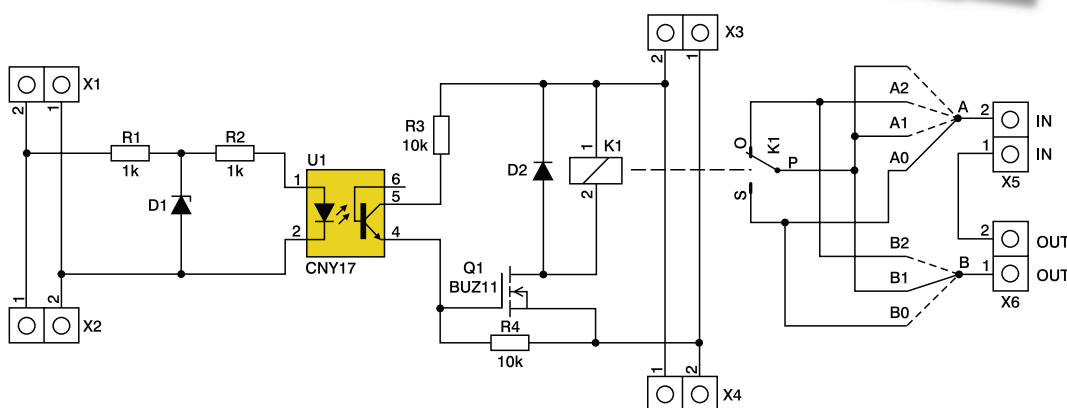 X3
2
1
X1
2
1
R1
1k
R2
1k
D1
U1
1
2
6
5
4
CNY17
R3
10k
D2
1
K1
2
Q1
BUZ11
R4
10k
1
2
X2
1
2
X4
O
K1
P
S
A2
A1
A0
A
2
IN
1
IN
X5
B2
B1
B0
B
2
OUT
1
OUT
X6